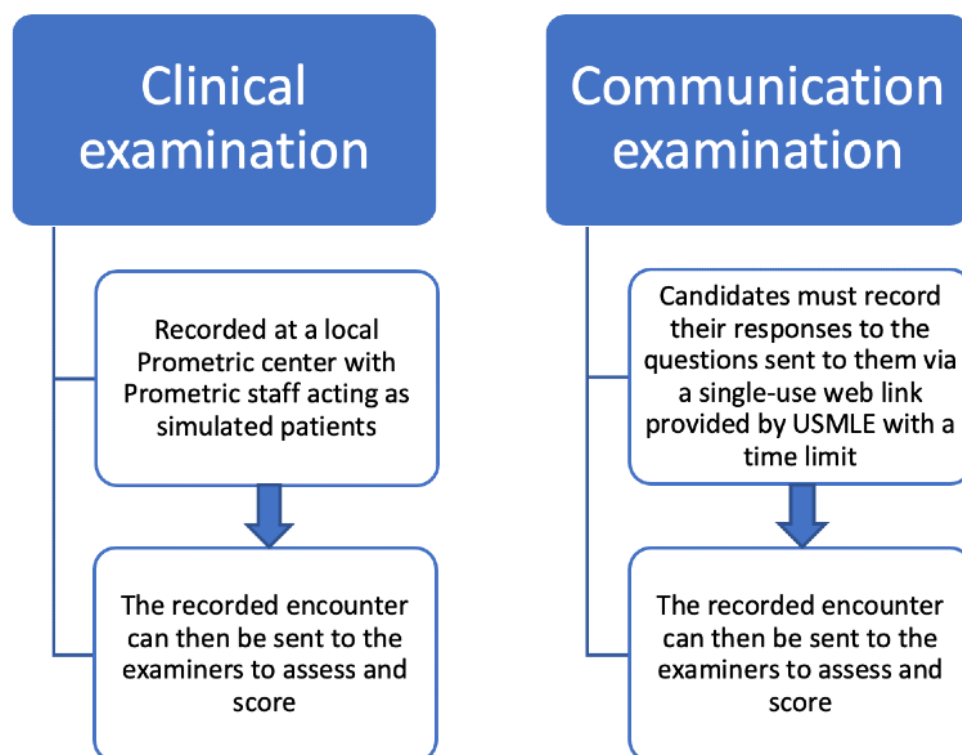 Clinical
examination
Recorded at a local
Prometric center with
Prometric staff acting as
simulated patients
The recorded encounter
can then be sent to the
examiners to assess and
score
Communication
examination
Candidates must record
their responses to the
questions sent to them via
a single-use web link
provided by USMLE with a
time limit
The recorded encounter
can then be sent to the
examiners to assess and
score